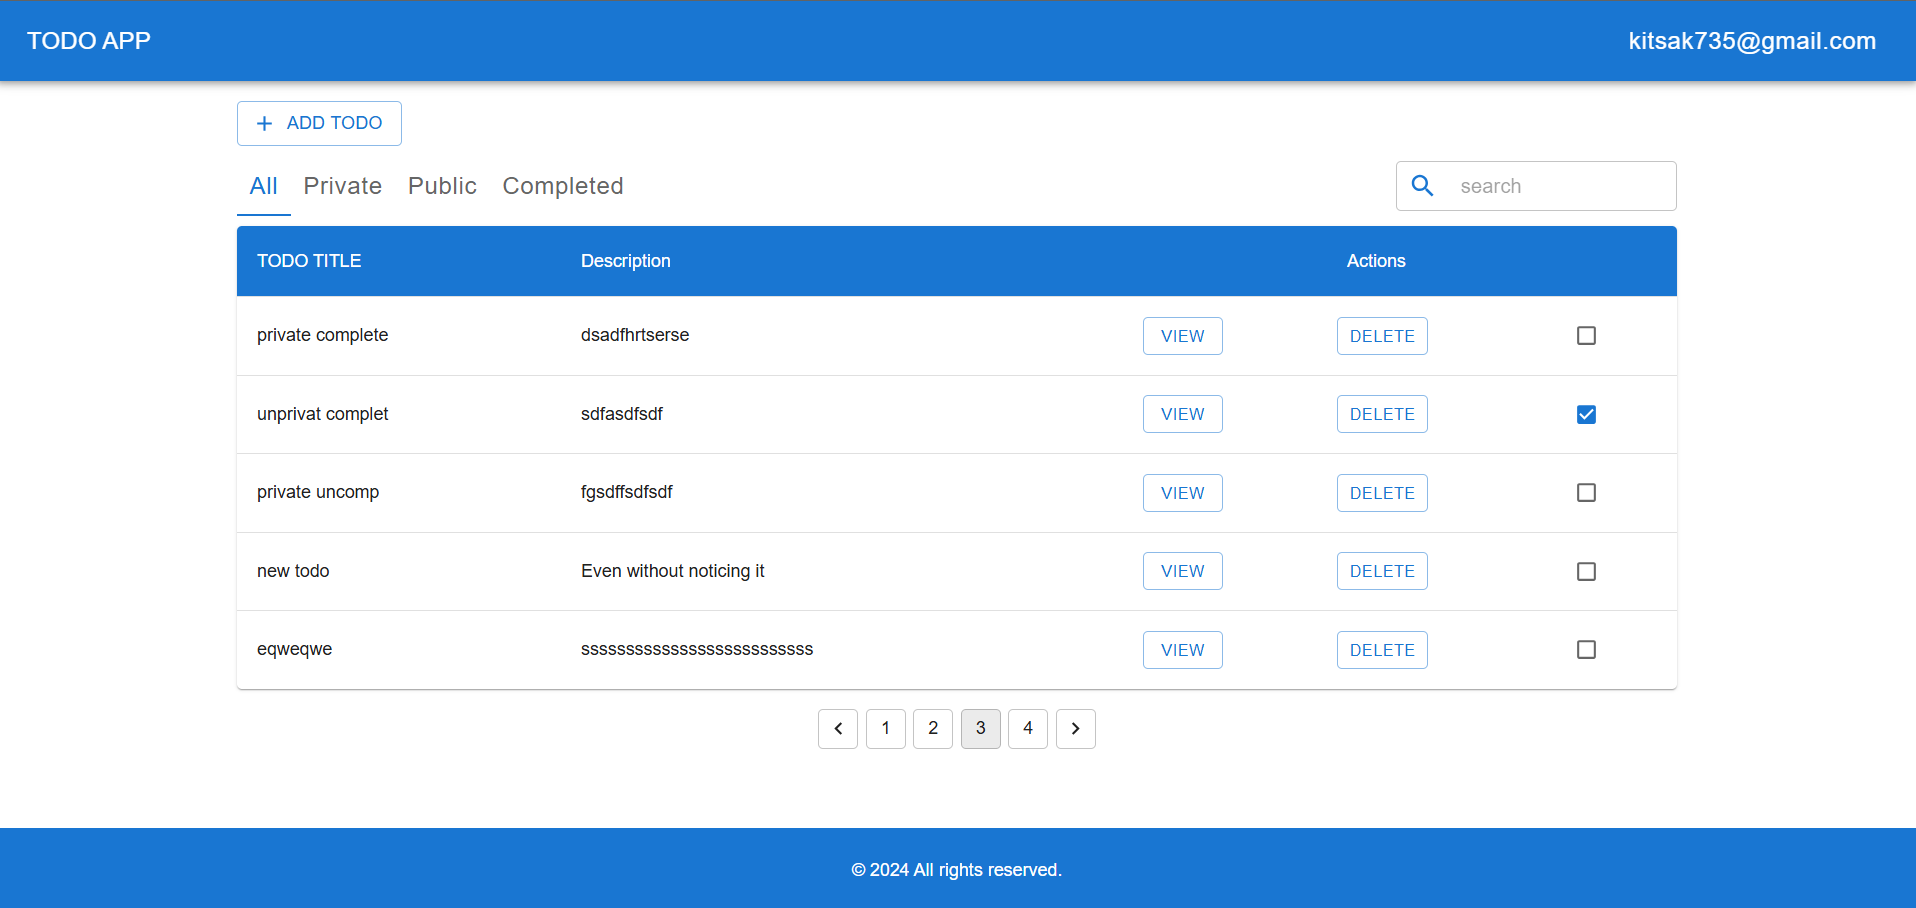 TODO APP kitsak735@gmail.com
ADD TODO
All Private Public Completed search
TODO TITLE Description Actions
private complete dsadfhrtserse VIEW DELETE
unprivat complet sdfasdfsdf VIEW DELETE
private uncomp fgsdffsdfsdf VIEW DELETE
new todo Even without noticing it VIEW DELETE
eqweqwe ssssssssssssssssssssssssss VIEW DELETE
1 2 3 4
© 2024 All rights reserved.